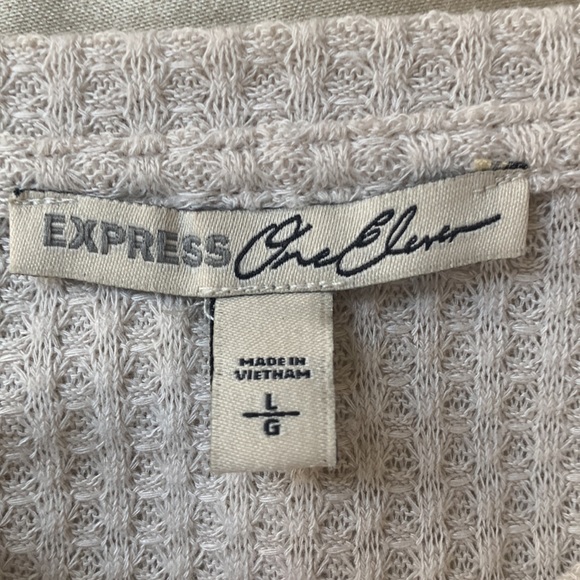 EXPRESS One Eleven
MADE IN
VIETNAM
L
G